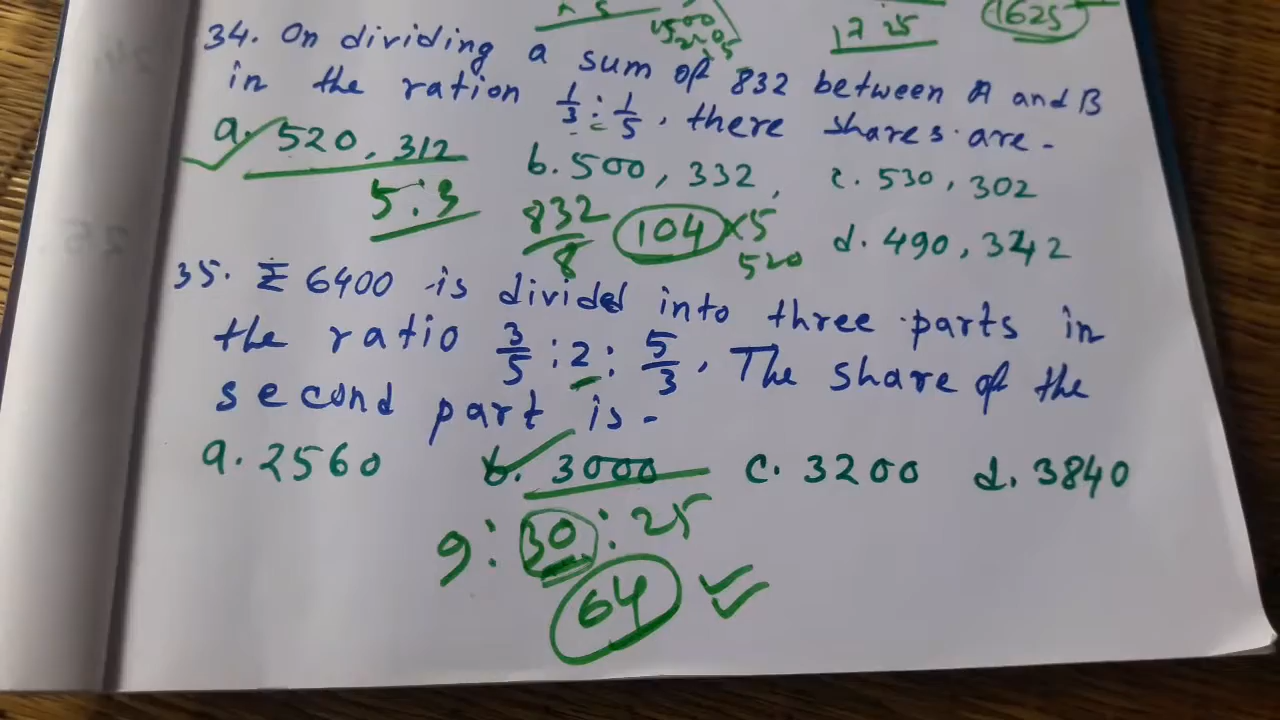 1625
17 25
34. On dividing a sum of 832 between A and B
in the ration 1/3 : 1/5, there shares are -
a. 520, 312
b. 500, 332, c. 530, 302
5:3
832/8 104 x5
520
d. 490, 342
35. ₹ 6400 is divided into three parts in
the ratio 3/5 : 2 : 5/3. The share of the
second part is -
a. 2560 b. 3000 c. 3200 d. 3840
9 : 30 : 25
64